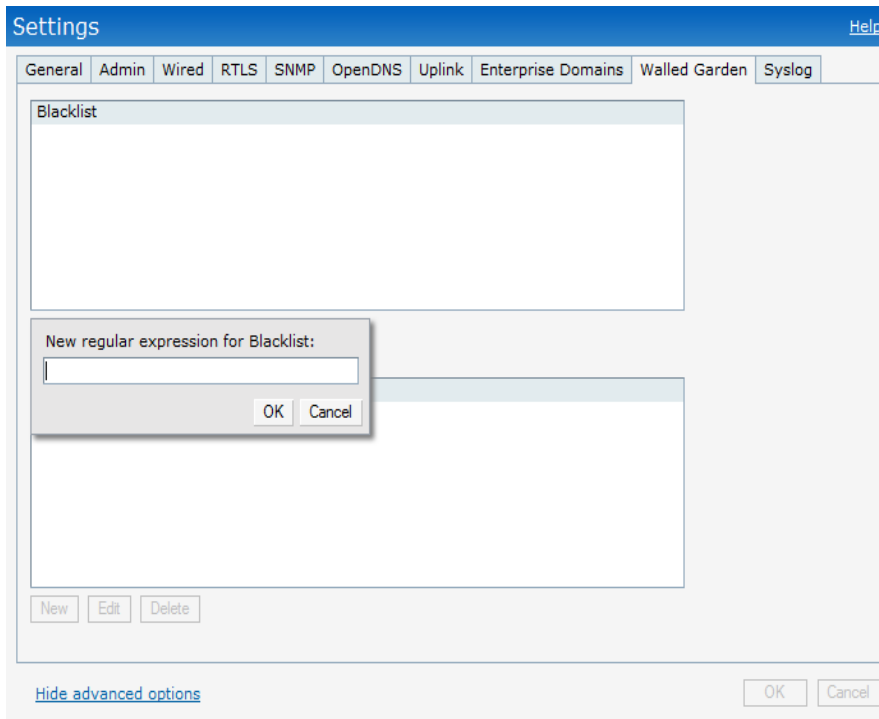 Settings Help
General Admin Wired RTLS SNMP OpenDNS Uplink Enterprise Domains Walled Garden Syslog
Blacklist
New regular expression for Blacklist:
OK Cancel
New Edit Delete
Hide advanced options OK Cancel